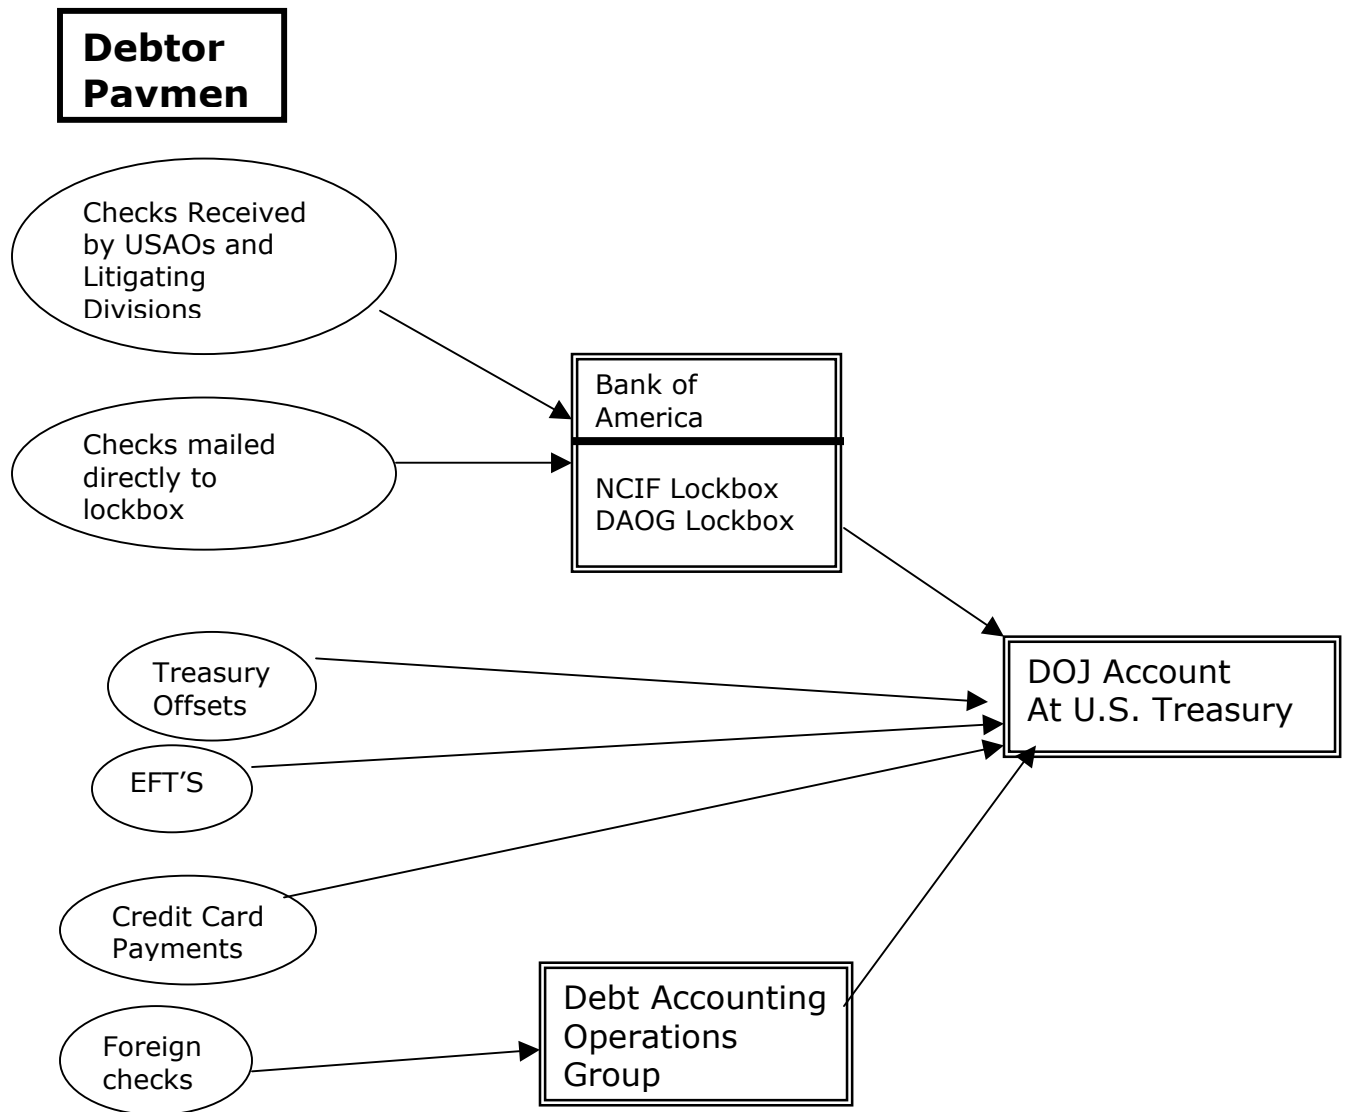 Debtor
Pavmen
Checks Received
by USAOs and
Litigating
Divisions
Bank of
America
Checks mailed
directly to
lockbox
NCIF Lockbox
DAOG Lockbox
Treasury
Offsets
DOJ Account
At U.S. Treasury
EFT'S
Credit Card
Payments
Debt Accounting
Operations
Group
Foreign
checks